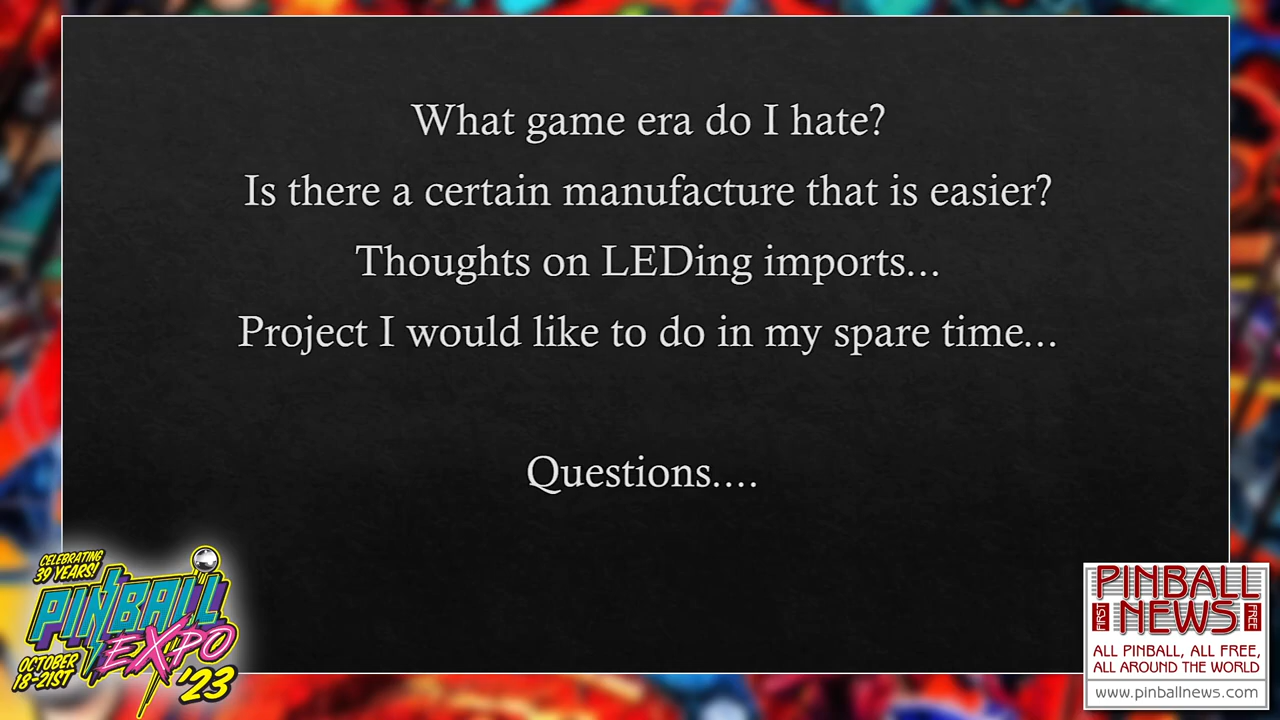 What game era do I hate?
Is there a certain manufacture that is easier?
Thoughts on LEDing imports...
Project I would like to do in my spare time...
Questions....
CELEBRATING
39 YEARS!
PINBALL
EXPO
OCTOBER
18-21ST
'23
PINBALL
FIRST NEWS FREE
ALL PINBALL, ALL FREE,
ALL AROUND THE WORLD
www.pinballnews.com